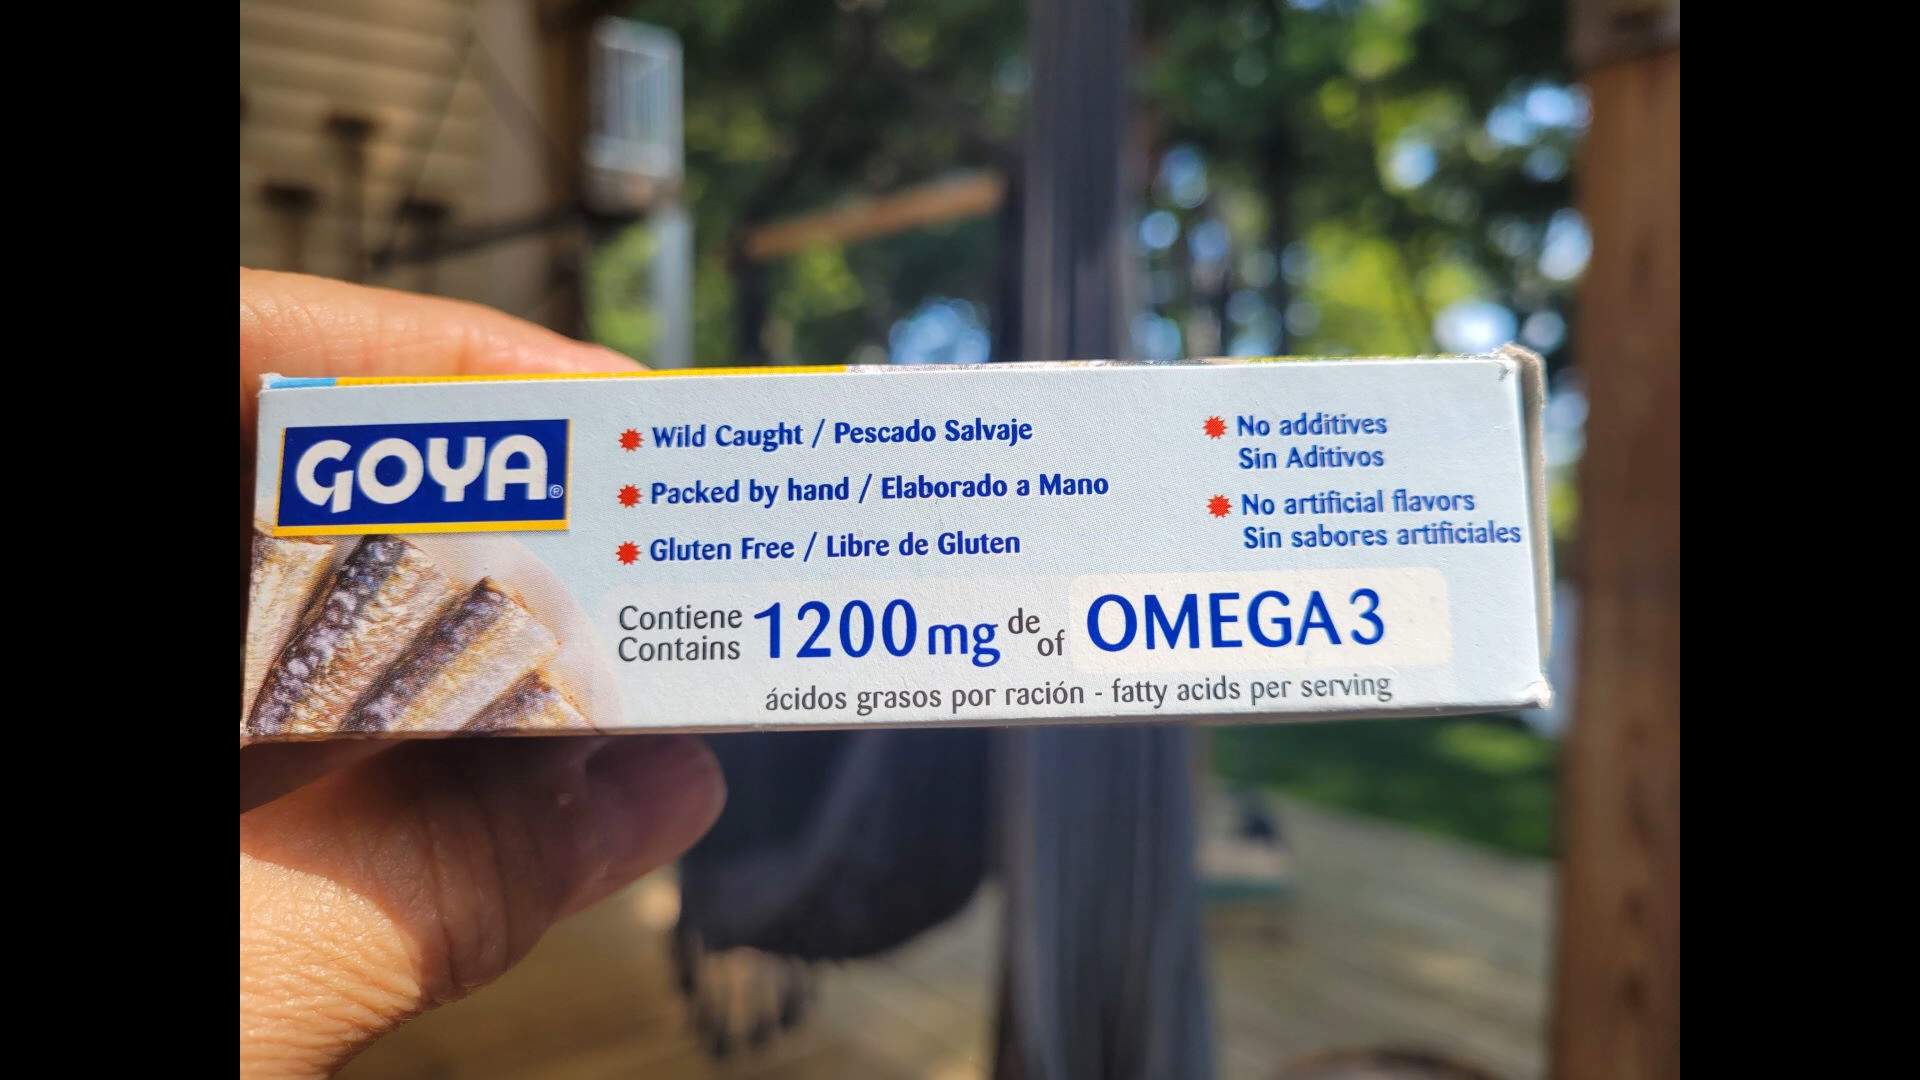 GOYA®
Wild Caught / Pescado Salvaje
Packed by hand / Elaborado a Mano
Gluten Free / Libre de Gluten
No additives
Sin Aditivos
No artificial flavors
Sin sabores artificiales
Contiene
Contains
1200 mg de of OMEGA 3
ácidos grasos por ración - fatty acids per serving